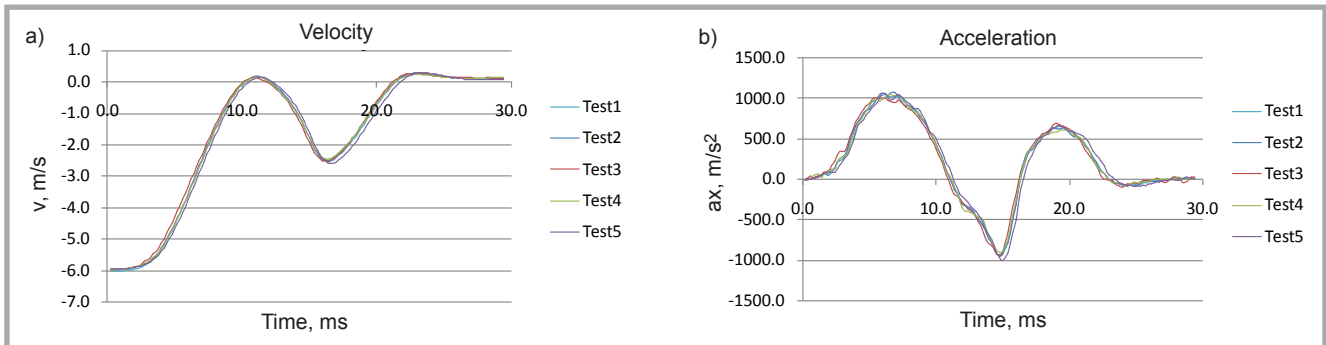 a) Velocity
1.0
0.0
-1.0
-2.0
-3.0
-4.0
-5.0
-6.0
-7.0
v, m/s
0.0 10.0 20.0 30.0
Time, ms
Test1
Test2
Test3
Test4
Test5
b) Acceleration
1500.0
1000.0
500.0
0.0
-500.0
-1000.0
-1500.0
ax, m/s²
0.0 10.0 20.0 30.0
Time, ms
Test1
Test2
Test3
Test4
Test5